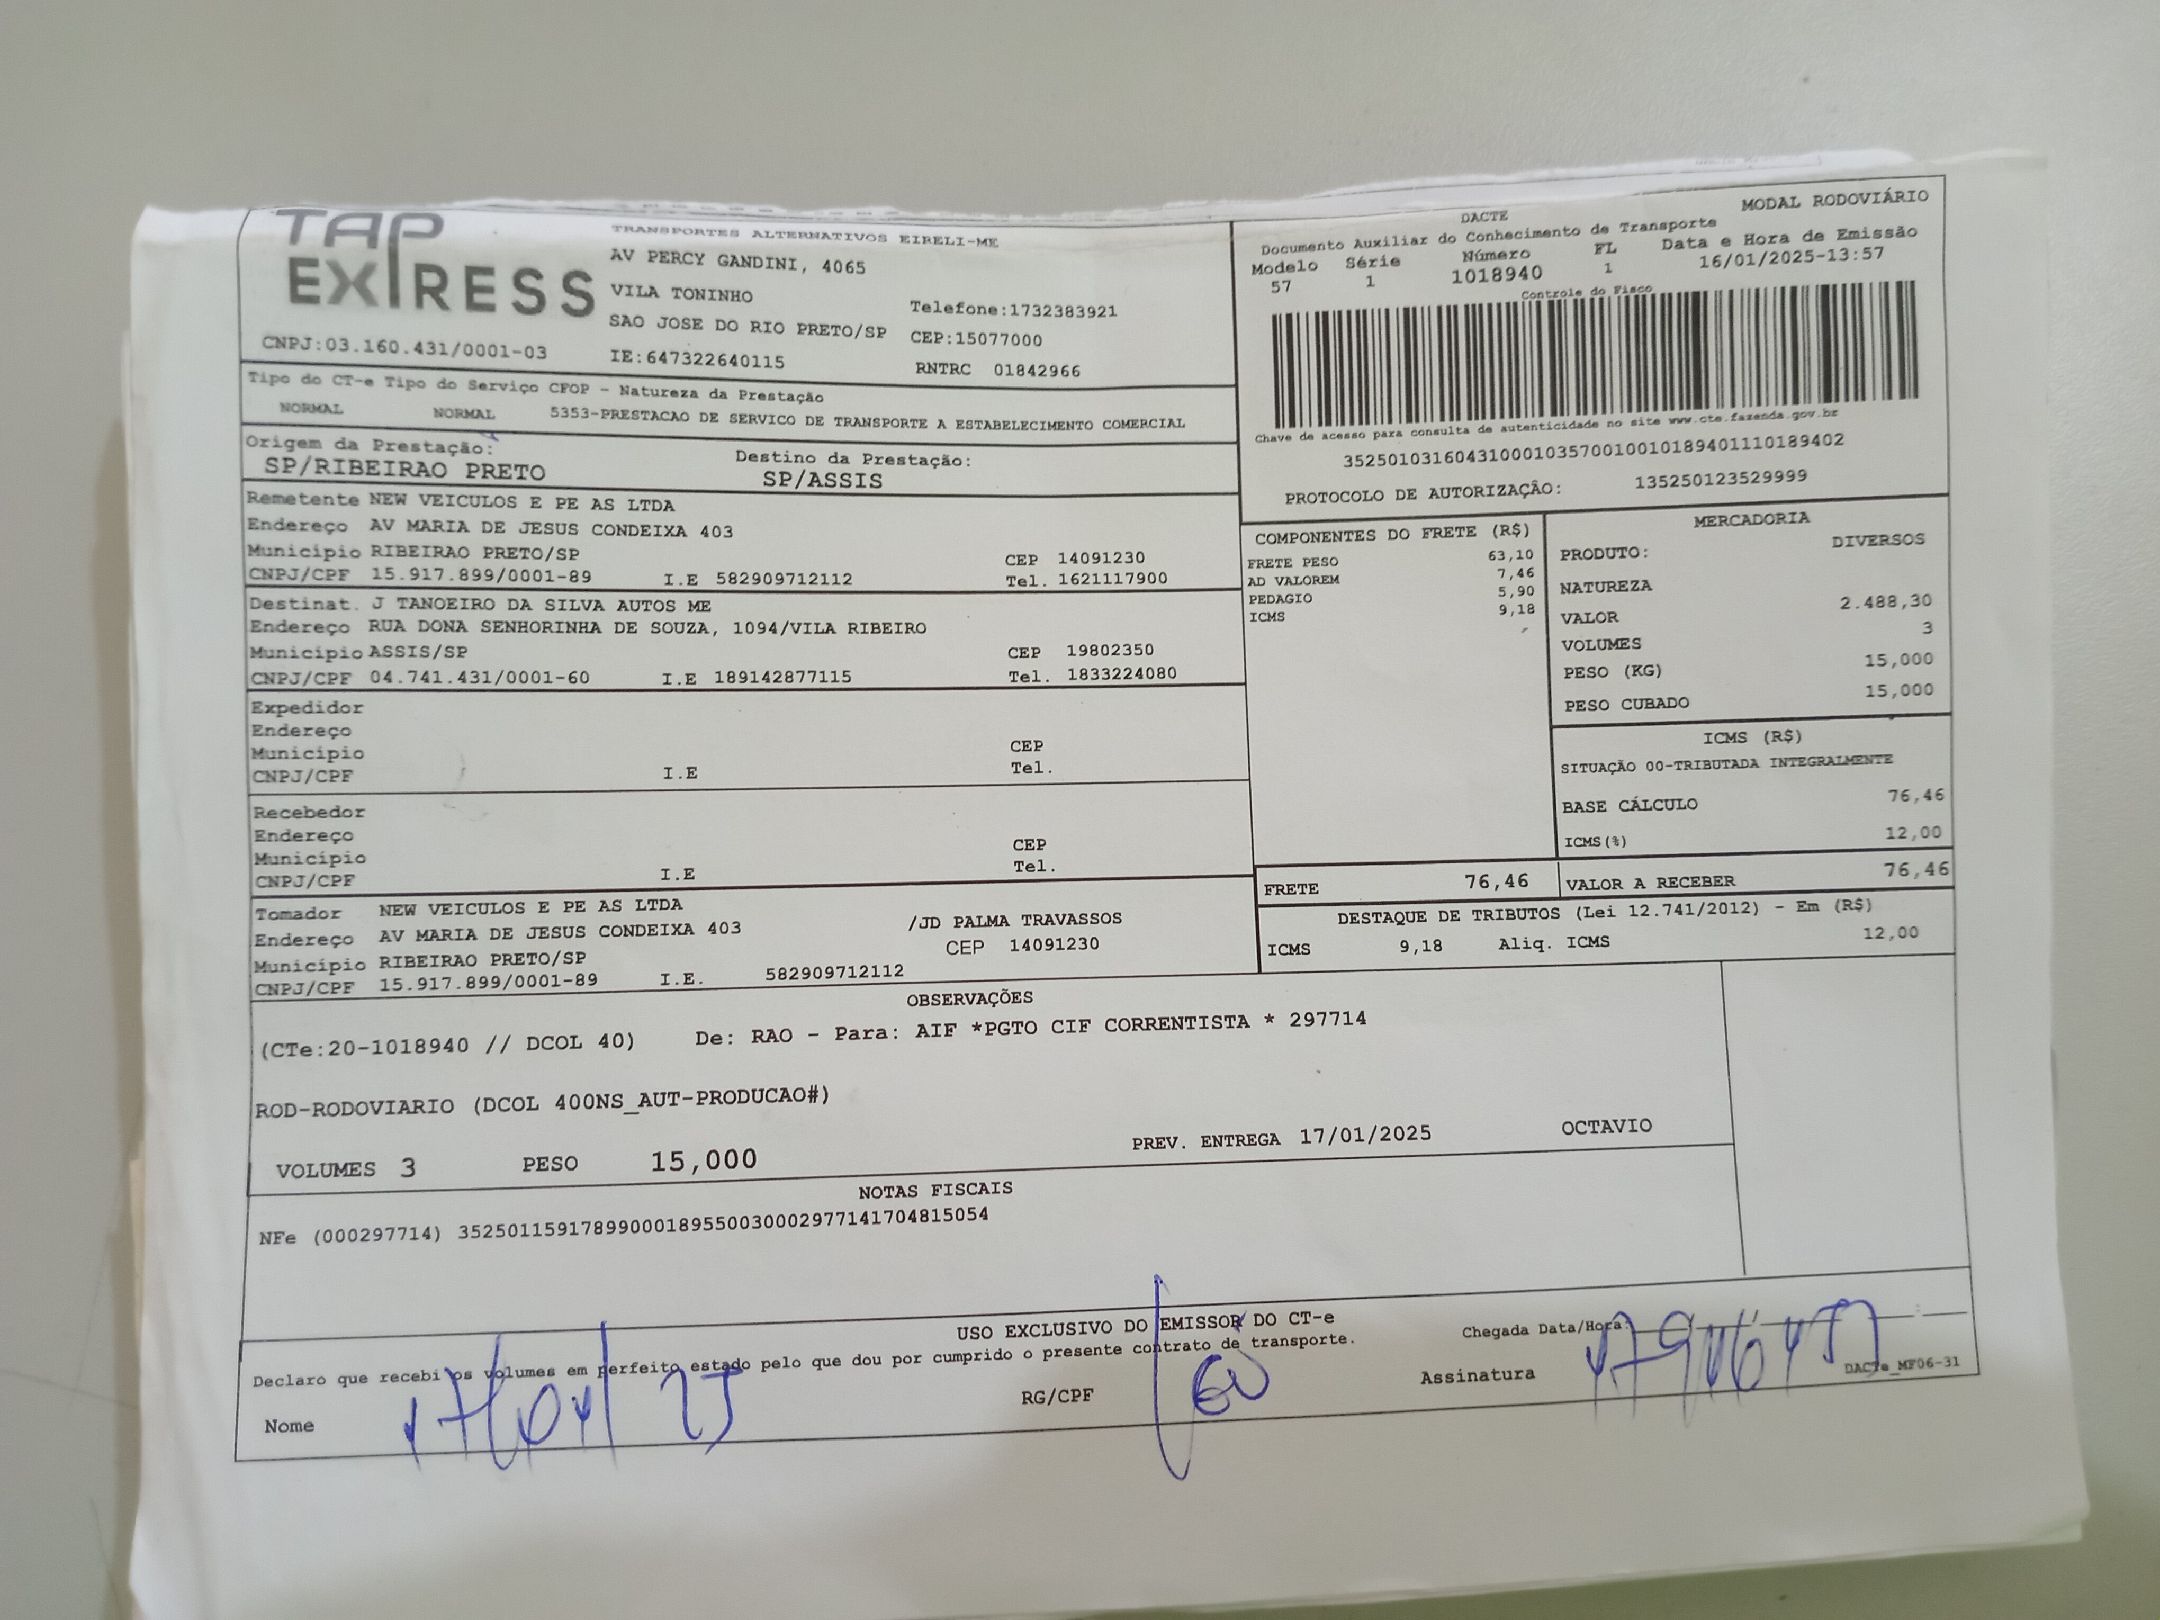 TAP EXPRESS
TRANSPORTES ALTERNATIVOS EIRELI-ME
AV PERCY GANDINI, 4065
VILA TONINHO
Telefone:1732383921
SAO JOSE DO RIO PRETO/SP CEP:15077000
CNPJ:03.160.431/0001-03 IE:647322640115 RNTRC 01842966
DACTE MODAL RODOVIÁRIO
Documento Auxiliar do Conhecimento de Transporte
Modelo Série Número FL Data e Hora de Emissão
57 1 1018940 1 16/01/2025-13:57
Controle do Fisco
Chave de acesso para consulta de autenticidade no site www.cte.fazenda.gov.br
35250103160431000103570010010189401110189402
PROTOCOLO DE AUTORIZAÇÃO: 135250123529999
Tipo do CT-e Tipo do Serviço CFOP - Natureza da Prestação
NORMAL NORMAL 5353-PRESTACAO DE SERVICO DE TRANSPORTE A ESTABELECIMENTO COMERCIAL
Origem da Prestação: Destino da Prestação:
SP/RIBEIRAO PRETO SP/ASSIS
Remetente NEW VEICULOS E PE AS LTDA
Endereço AV MARIA DE JESUS CONDEIXA 403
Município RIBEIRAO PRETO/SP CEP 14091230
CNPJ/CPF 15.917.899/0001-89 I.E 582909712112 Tel. 1621117900
Destinat. J TANOEIRO DA SILVA AUTOS ME
Endereço RUA DONA SENHORINHA DE SOUZA, 1094/VILA RIBEIRO
Município ASSIS/SP CEP 19802350
CNPJ/CPF 04.741.431/0001-60 I.E 189142877115 Tel. 1833224080
Expedidor
Endereço
Município CEP
CNPJ/CPF I.E Tel.
Recebedor
Endereço
Município CEP
CNPJ/CPF I.E Tel.
Tomador NEW VEICULOS E PE AS LTDA
Endereço AV MARIA DE JESUS CONDEIXA 403 /JD PALMA TRAVASSOS
Município RIBEIRAO PRETO/SP CEP 14091230
CNPJ/CPF 15.917.899/0001-89 I.E. 582909712112
COMPONENTES DO FRETE (R$)
FRETE PESO 63,10
AD VALOREM 7,46
PEDAGIO 5,90
ICMS 9,18
MERCADORIA
PRODUTO: DIVERSOS
NATUREZA
VALOR 2.488,30
VOLUMES 3
PESO (KG) 15,000
PESO CUBADO 15,000
ICMS (R$)
SITUAÇÃO 00-TRIBUTADA INTEGRALMENTE
BASE CÁLCULO 76,46
ICMS(%) 12,00
FRETE 76,46 VALOR A RECEBER 76,46
DESTAQUE DE TRIBUTOS (Lei 12.741/2012) - Em (R$)
ICMS 9,18 Aliq. ICMS 12,00
OBSERVAÇÕES
(CTe:20-1018940 // DCOL 40) De: RAO - Para: AIF *PGTO CIF CORRENTISTA * 297714
ROD-RODOVIARIO (DCOL 400NS_AUT-PRODUCAO#)
VOLUMES 3 PESO 15,000 PREV. ENTREGA 17/01/2025 OCTAVIO
NOTAS FISCAIS
NFe (000297714) 35250115917899000189550030002977141704815054
USO EXCLUSIVO DO EMISSOR DO CT-e
Declaro que recebi os volumes em perfeito estado pelo que dou por cumprido o presente contrato de transporte.
Chegada Data/Hora:
Nome 17/01/25 RG/CPF Assinatura
DACTe_MF06-31